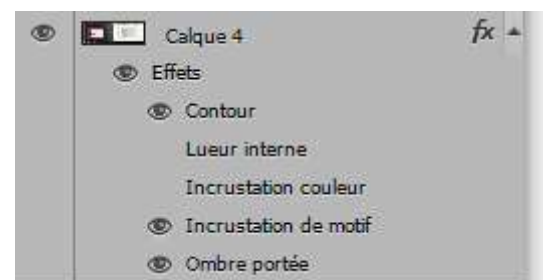 Calque 4 fx
Effets
Contour
Lueur interne
Incrustation couleur
Incrustation de motif
Ombre portée